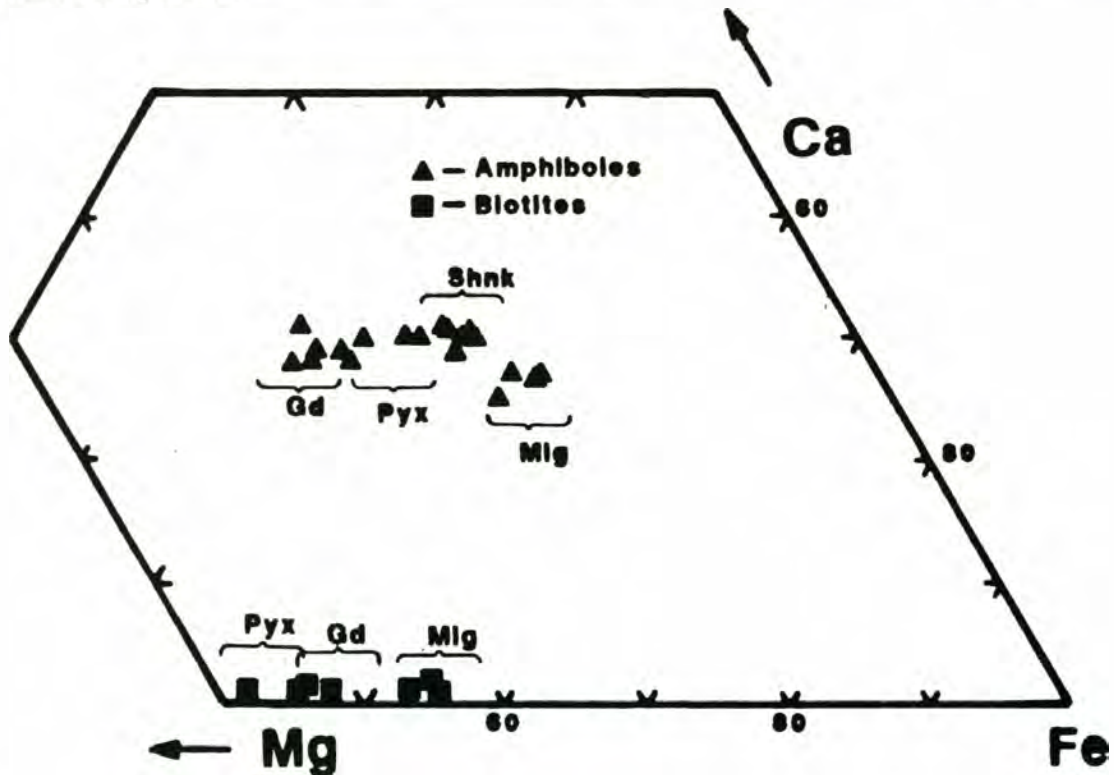 Ca
▲ – Amphiboles
■ – Biotites
60
Shnk
Gd
Pyx
Mig
80
Pyx
Gd
Mig
60
80
Mg
Fe